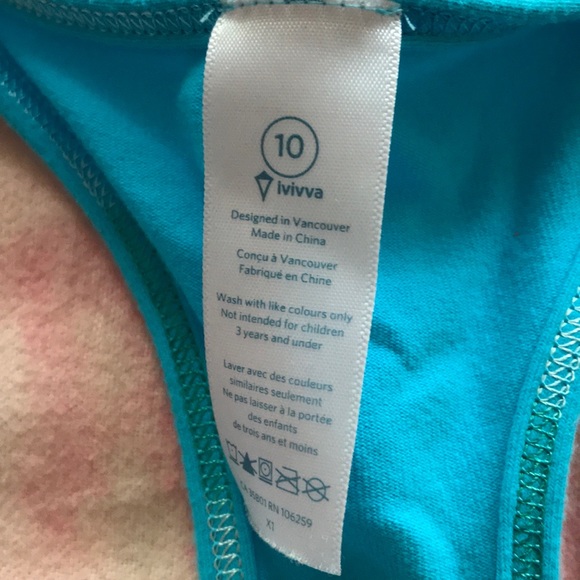 10
ivivva
Designed in Vancouver
Made in China
Conçu à Vancouver
Fabriqué en Chine
Wash with like colours only
Not intended for children
3 years and under
Laver avec des couleurs
similaires seulement
Ne pas laisser à la portée
des enfants
de trois ans et moins
RN 106259
X1